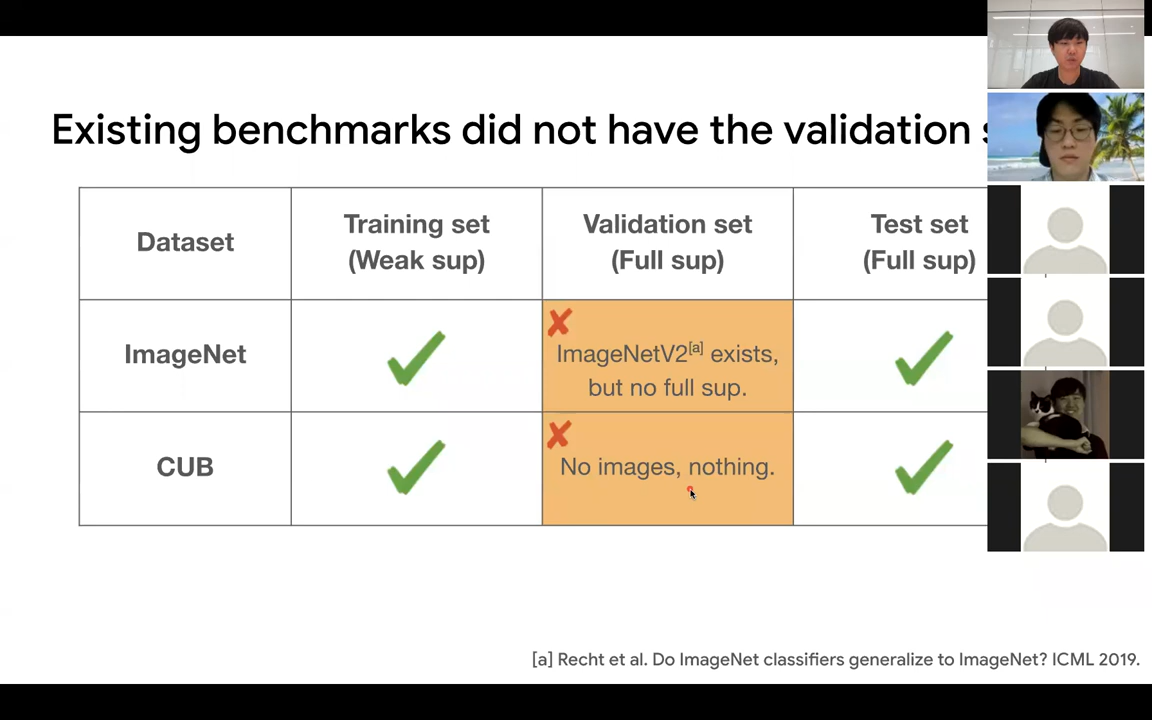 Existing benchmarks did not have the validation
Dataset
Training set
(Weak sup)
Validation set
(Full sup)
Test set
(Full sup)
ImageNet
ImageNetV2[a] exists,
but no full sup.
CUB
No images, nothing.
[a] Recht et al. Do ImageNet classifiers generalize to ImageNet? ICML 2019.